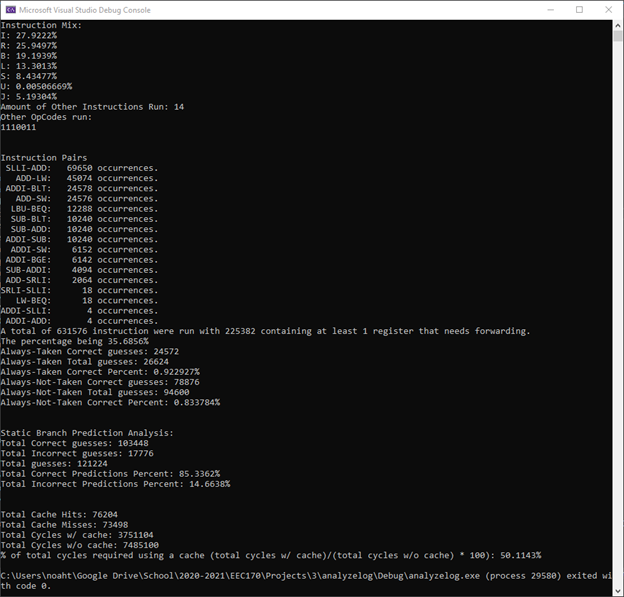 Microsoft Visual Studio Debug Console
Instruction Mix:
I: 27.9222%
R: 25.9497%
B: 19.1939%
L: 13.3013%
S: 8.43477%
U: 0.00506669%
J: 5.19304%
Amount of Other Instructions Run: 14
Other OpCodes run:
1110011
Instruction Pairs
SLLI-ADD: 69650 occurrences.
ADD-LW: 45074 occurrences.
ADDI-BLT: 24578 occurrences.
ADD-SW: 24576 occurrences.
LBU-BEQ: 12288 occurrences.
SUB-BLT: 10240 occurrences.
SUB-ADD: 10240 occurrences.
ADDI-SUB: 10240 occurrences.
ADDI-SW: 6152 occurrences.
ADDI-BGE: 6142 occurrences.
SUB-ADDI: 4094 occurrences.
ADD-SRLI: 2064 occurrences.
SRLI-SLLI: 18 occurrences.
LW-BEQ: 18 occurrences.
ADDI-SLLI: 4 occurrences.
ADDI-ADD: 4 occurrences.
A total of 631576 instruction were run with 225382 containing at least 1 register that needs forwarding.
The percentage being 35.6856%
Always-Taken Correct guesses: 24572
Always-Taken Total guesses: 26624
Always-Taken Correct Percent: 0.922927%
Always-Not-Taken Correct guesses: 78876
Always-Not-Taken Total guesses: 94600
Always-Not-Taken Correct Percent: 0.833784%
Static Branch Prediction Analysis:
Total Correct guesses: 103448
Total Incorrect guesses: 17776
Total guesses: 121224
Total Correct Predictions Percent: 85.3362%
Total Incorrect Predictions Percent: 14.6638%
Total Cache Hits: 76204
Total Cache Misses: 73498
Total Cycles w/ cache: 3751104
Total Cycles w/o cache: 7485100
% of total cycles required using a cache (total cycles w/ cache)/(total cycles w/o cache) * 100): 50.1143%
C:\Users\noaht\Google Drive\School\2020-2021\EEC170\Projects\3\analyzelog\Debug\analyzelog.exe (process 29580) exited wi
th code 0.